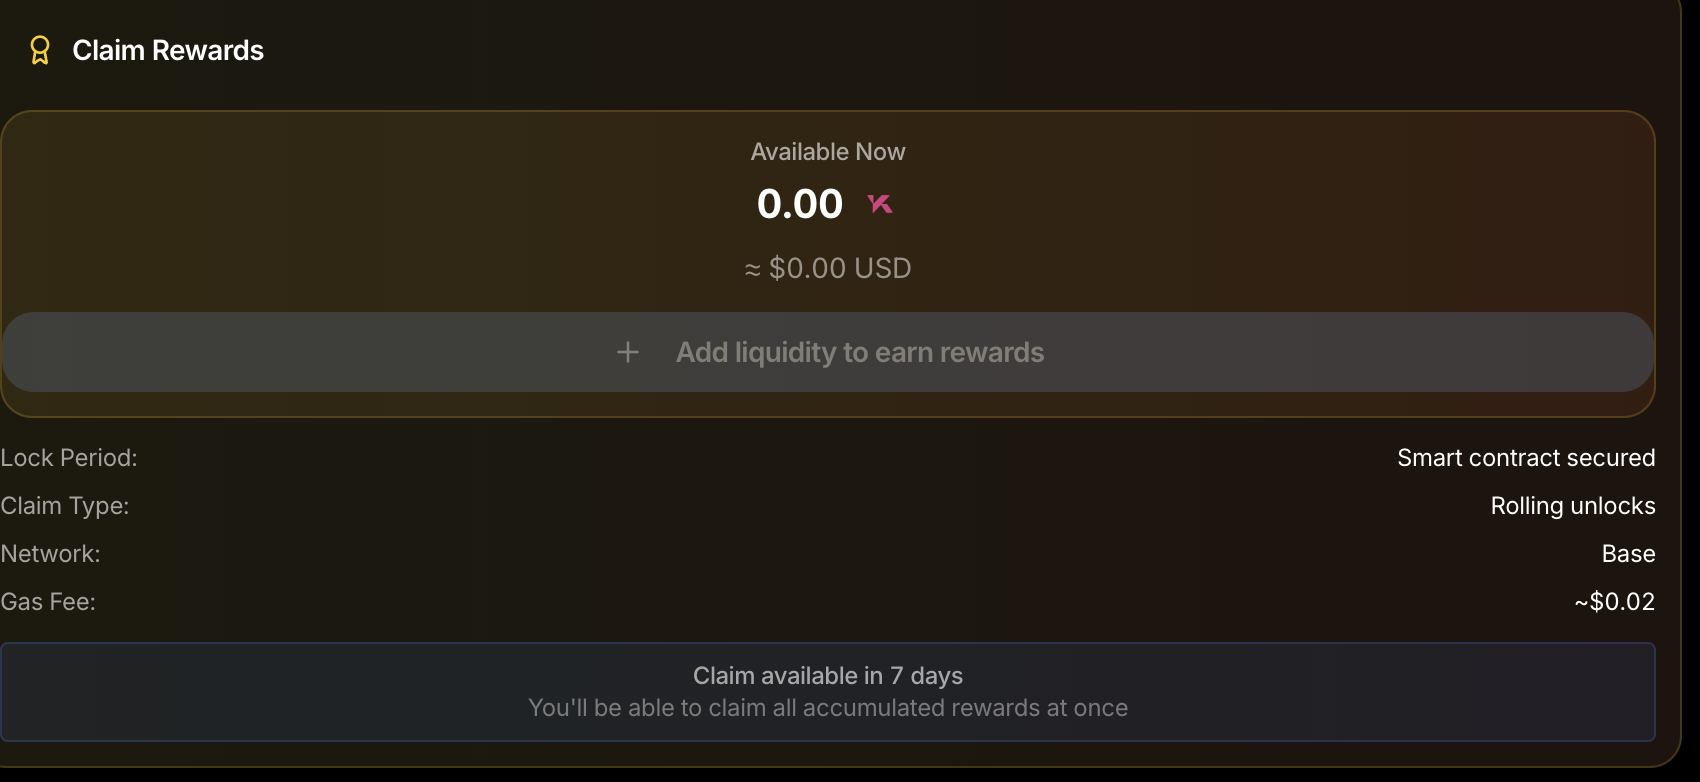 Claim Rewards
Available Now
0.00
≈ $0.00 USD
+ Add liquidity to earn rewards
Lock Period: Smart contract secured
Claim Type: Rolling unlocks
Network: Base
Gas Fee: ~$0.02
Claim available in 7 days
You'll be able to claim all accumulated rewards at once